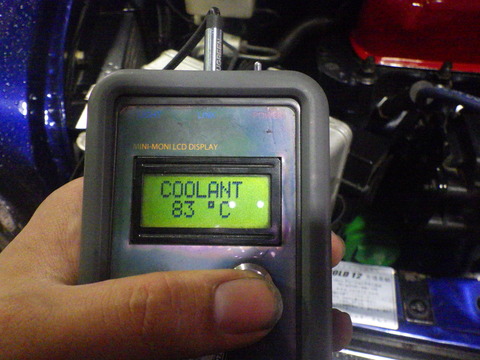 MINI-MONI LCD DISPLAY
COOLANT
83 °C